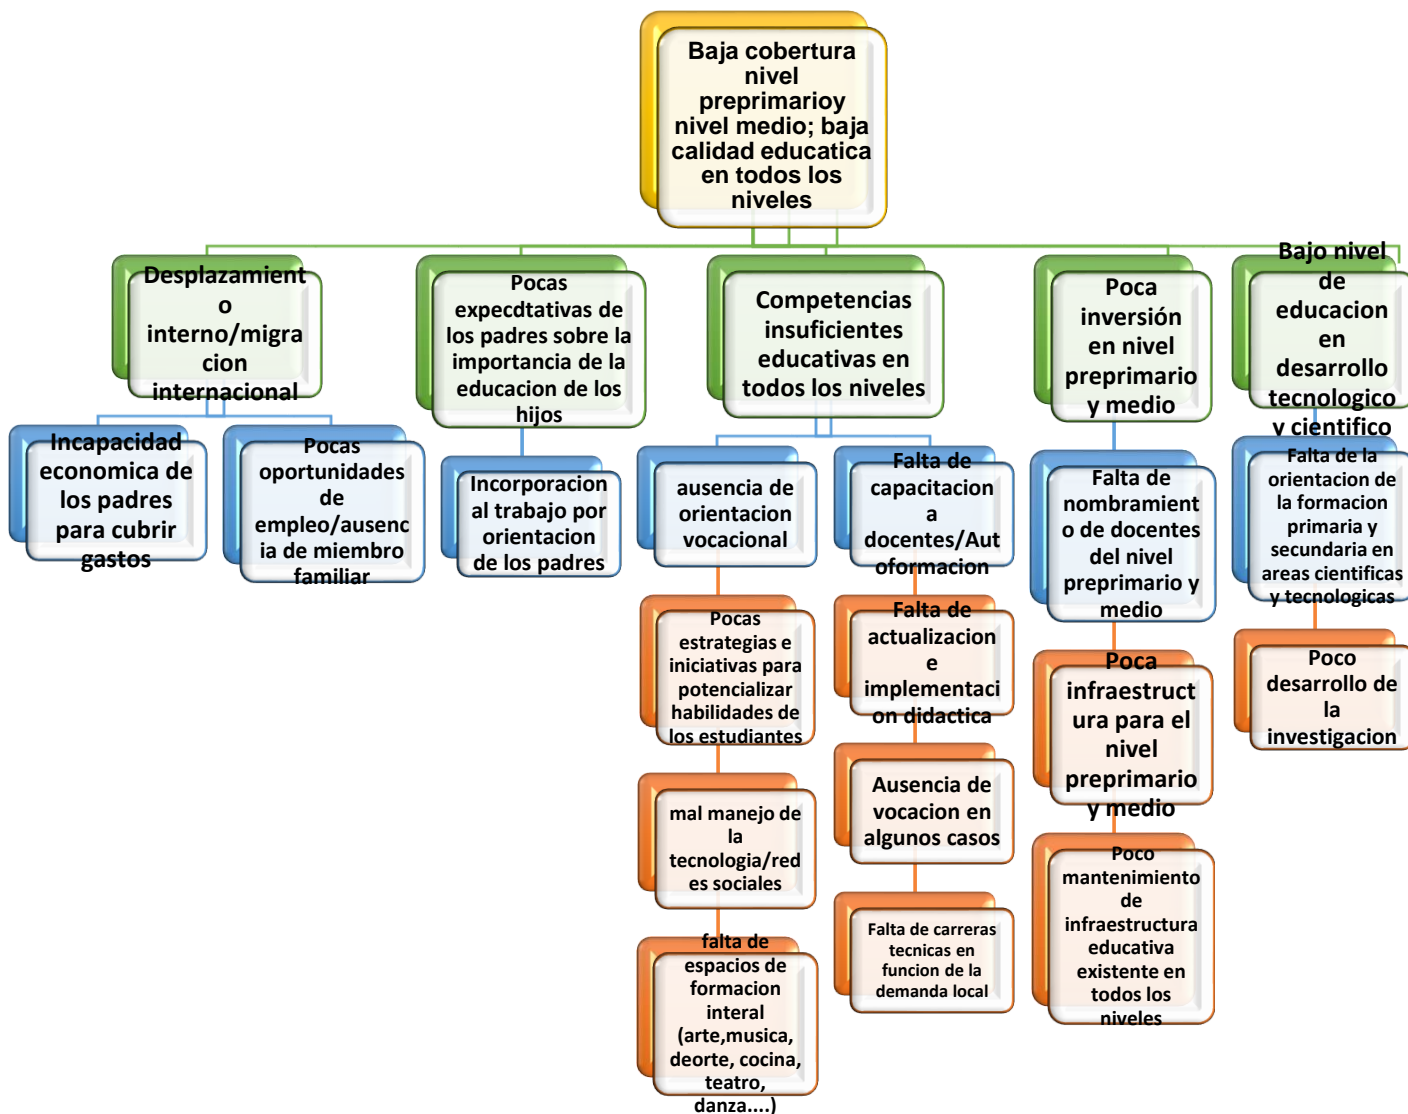 Baja cobertura
nivel
preprimarioy
nivel medio; baja
calidad educatica
en todos los
niveles
Desplazamient
o
interno/migra
cion
internacional
Pocas
expecdtativas de
los padres sobre la
importancia de la
educacion de los
hijos
Competencias
insuficientes
educativas en
todos los niveles
Poca
inversión
en nivel
preprimario
y medio
Bajo nivel
de
educacion
en
desarrollo
tecnologico
y cientifico
Incapacidad
economica de
los padres
para cubrir
gastos
Pocas
oportunidades
de
empleo/ausenc
ia de miembro
familiar
Incorporacion
al trabajo por
orientacion
de los padres
ausencia de
orientacion
vocacional
Falta de
capacitacion
a
docentes/Aut
oformacion
Falta de
nombramient
o de docentes
del nivel
preprimario y
medio
Falta de la
orientacion de
la formacion
primaria y
secundaria en
areas cientificas
y tecnologicas
Pocas
estrategias e
iniciativas para
potencializar
habilidades de
los estudiantes
Falta de
actualizacion
e
implementaci
on didactica
Poca
infraestruct
ura para el
nivel
preprimario
y medio
Poco
desarrollo de
la
investigacion
mal manejo de
la
tecnologia/red
es sociales
Ausencia de
vocacion en
algunos casos
Poco
mantenimiento
de
infraestructura
educativa
existente en
todos los
niveles
falta de
espacios de
formacion
interal
(arte,musica,
deorte, cocina,
teatro,
danza....)
Falta de carreras
tecnicas en
funcion de la
demanda local